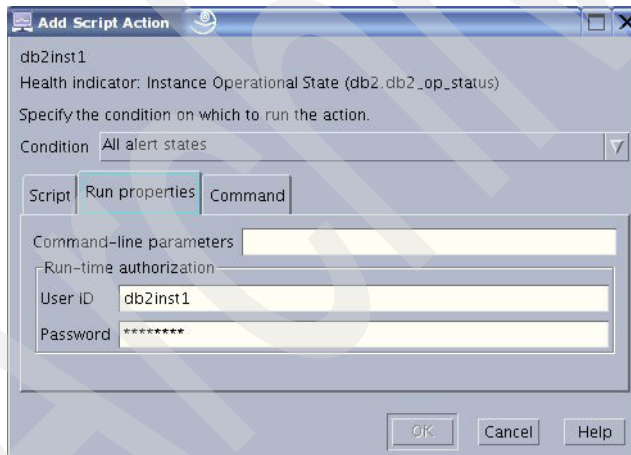 Add Script Action
db2inst1
Health indicator: Instance Operational State (db2.db2_op_status)
Specify the condition on which to run the action.
Condition All alert states
Script Run properties Command
Command-line parameters
Run-time authorization
User ID db2inst1
Password ********
OK Cancel Help